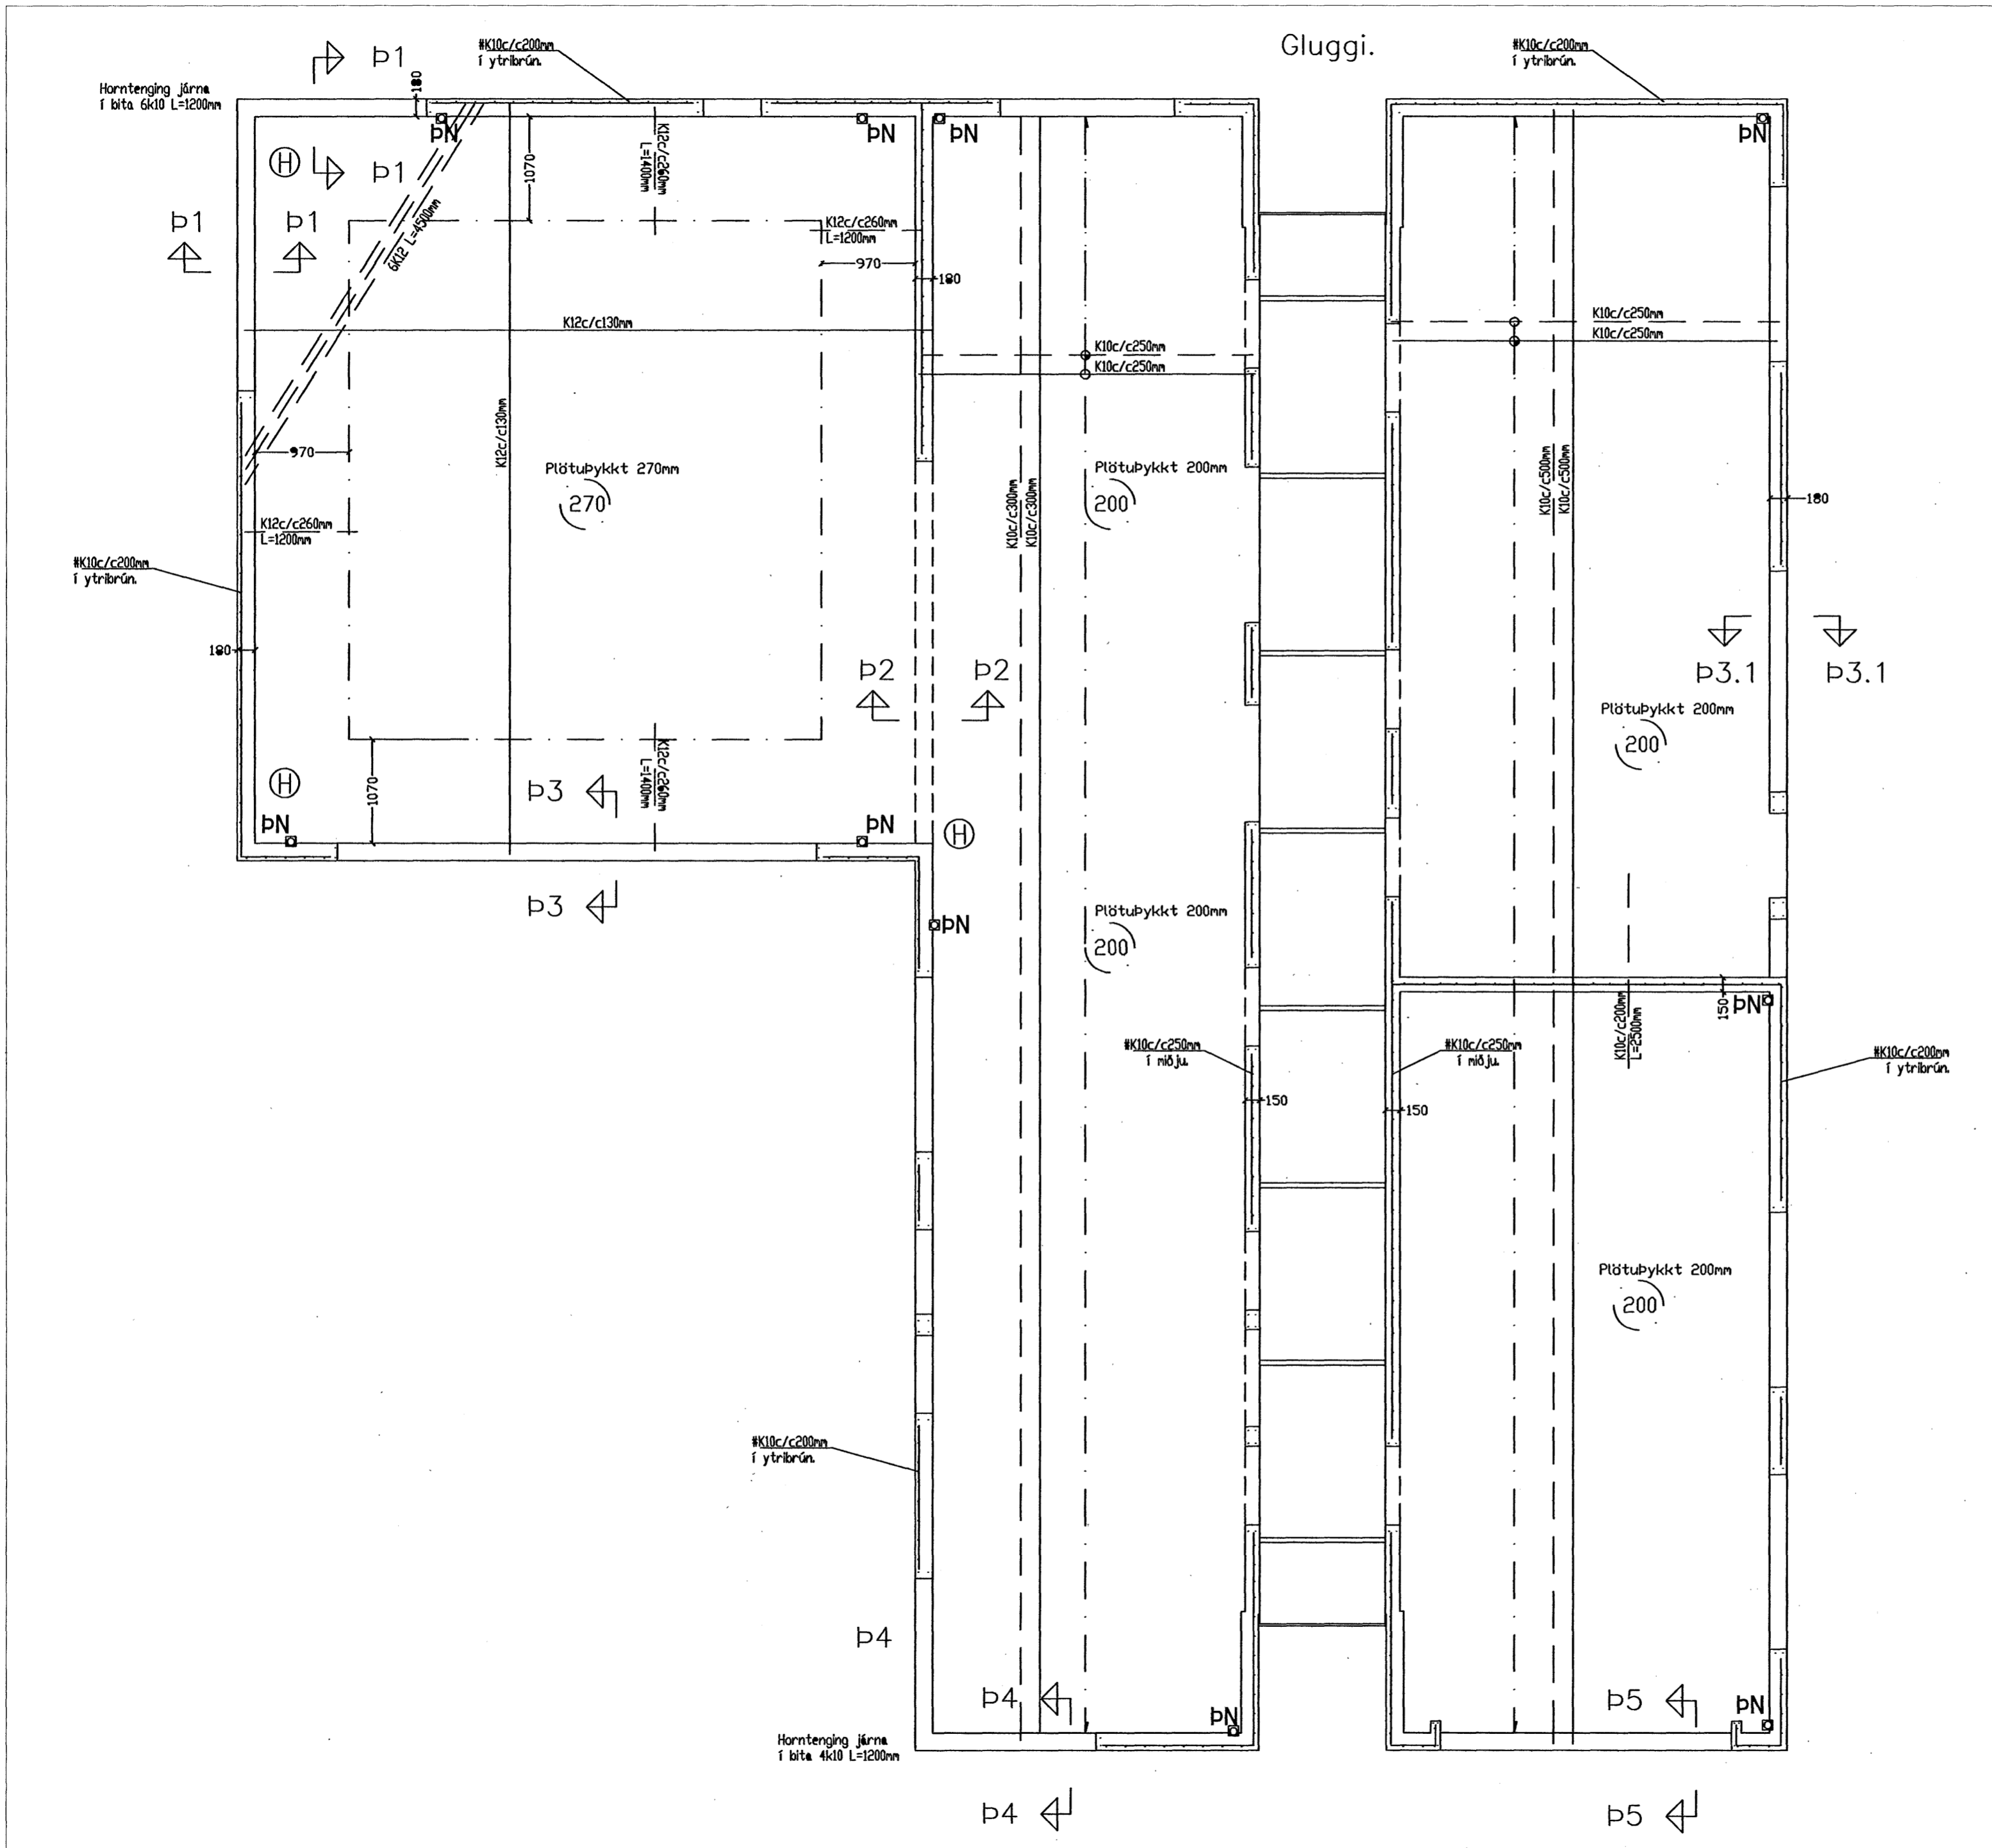 Gluggi.
#K10c/c200mm
í ytribrún.
#K10c/c200mm
í ytribrún.
Þ1
180
Horntenging járna
í bita 6k10 L=1200mm
ÞN
ÞN
ÞN
ÞN
H
Þ1
1070
K12c/c260mm
L=1400mm
6K12 L=4500mm
Þ1
Þ1
K12c/c260mm
L=1200mm
970
180
K12c/c130mm
K10c/c250mm
K10c/c250mm
K10c/c250mm
K10c/c250mm
K12c/c130mm
970
Plötuþykkt 270mm
270
Plötuþykkt 200mm
200
K10c/c300mm
K10c/c300mm
K10c/c500mm
K10c/c500mm
180
K12c/c260mm
L=1200mm
#K10c/c200mm
í ytribrún.
180
Þ2
Þ2
Þ3.1
Þ3.1
Plötuþykkt 200mm
200
K12c/c260mm
L=1400mm
H
1070
Þ3
ÞN
ÞN
H
Þ3
ÞN
Plötuþykkt 200mm
200
150
ÞN
K10c/c200mm
L=2500mm
#K10c/c250mm
í miðju.
#K10c/c250mm
í miðju.
#K10c/c200mm
í ytribrún.
150
150
Plötuþykkt 200mm
200
#K10c/c200mm
í ytribrún.
Þ4
Þ4
ÞN
Þ5
ÞN
Horntenging járna
í bita 4k10 L=1200mm
Þ4
Þ5